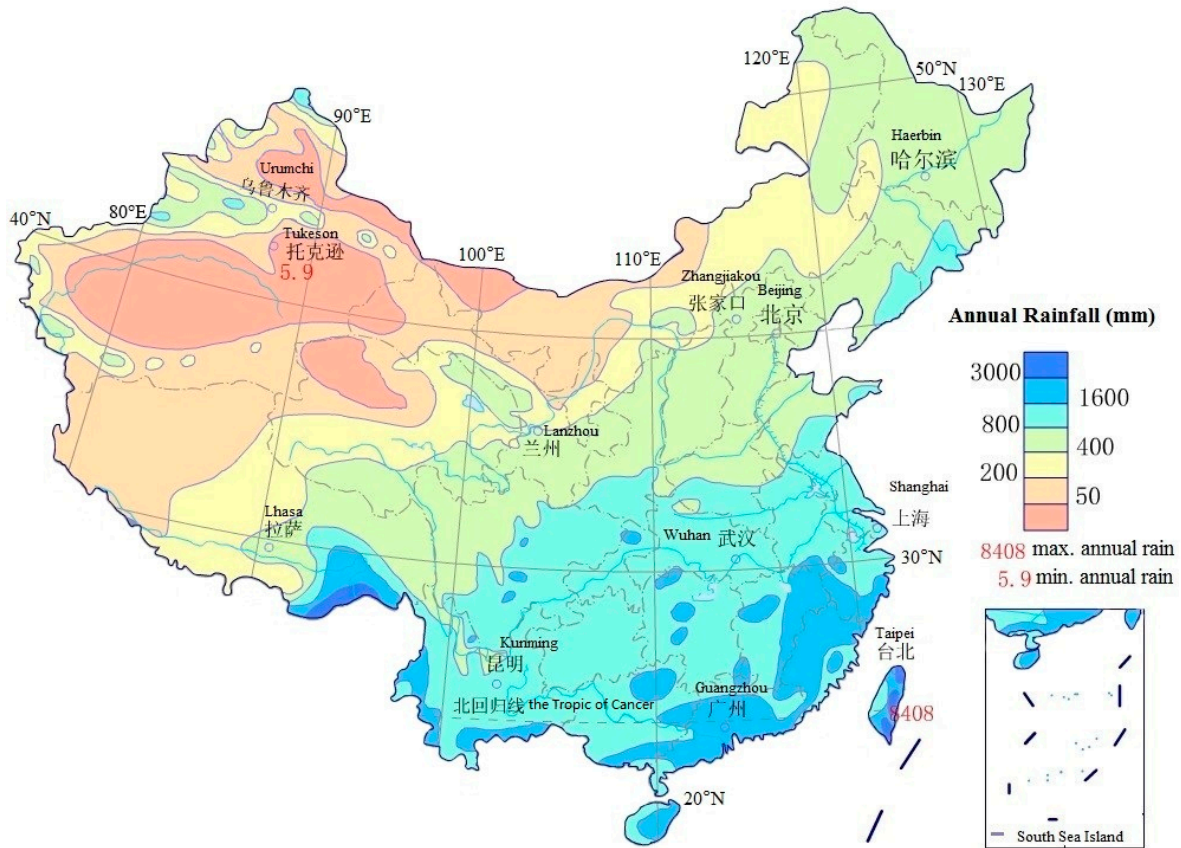 120°E
50°N
130°E
90°E
Haerbin
哈尔滨
Urumchi
乌鲁木齐
40°N
80°E
Tukeson
托克逊
5.9
100°E
110°E
Zhangjiakou
张家口
Beijing
北京
Annual Rainfall (mm)
3000
1600
800
400
200
50
8408 max. annual rain
5.9 min. annual rain
Lanzhou
兰州
Shanghai
上海
Lhasa
拉萨
Wuhan 武汉
30°N
Taipei
台北
Kunming
昆明
Guangzhou
广州
北回归线 the Tropic of Cancer
8408
20°N
South Sea Island